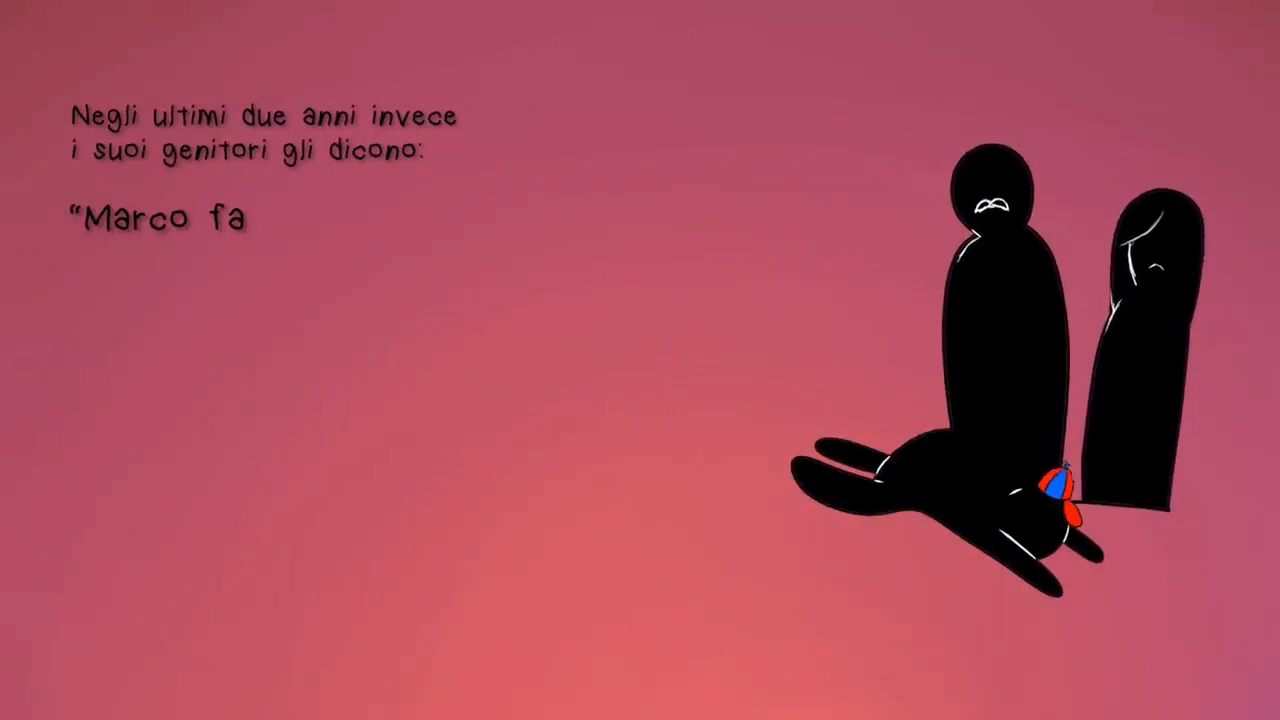 Negli ultimi due anni invece
i suoi genitori gli dicono:
“Marco fa